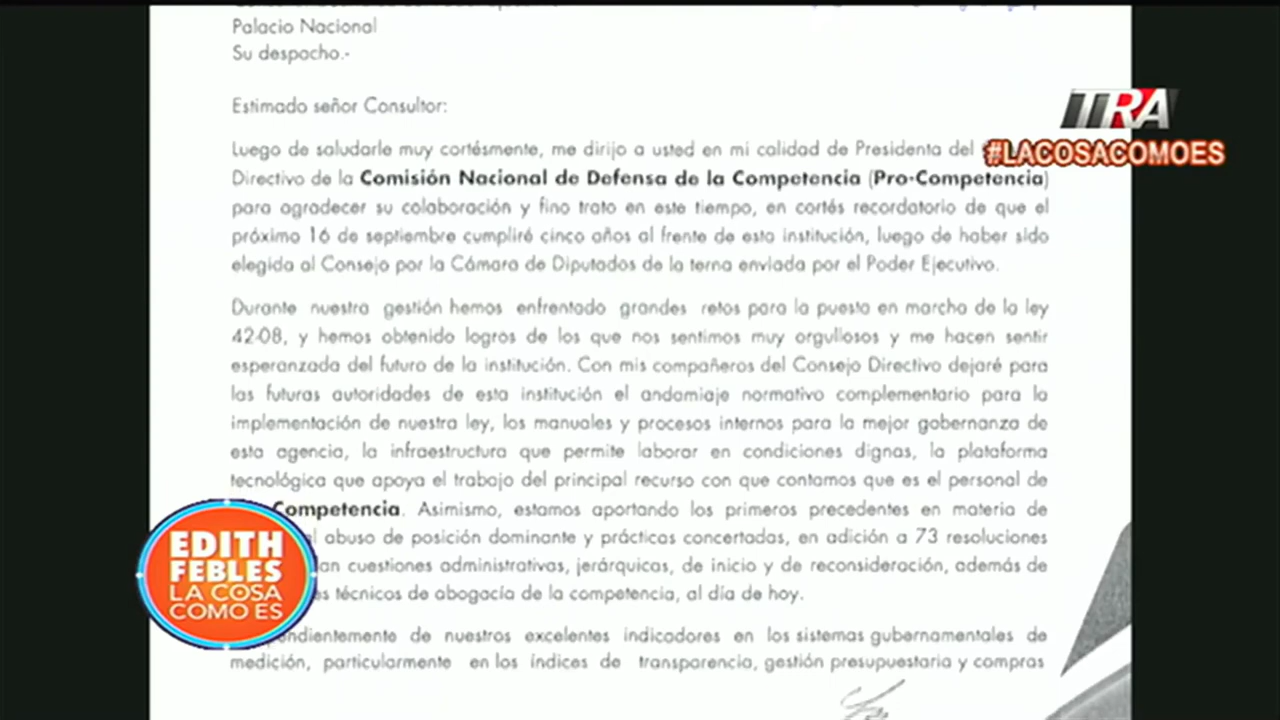 Palacio Nacional
Su despacho.-
TRA
#LACOSACOMOES
Estimado señor Consultor:
Luego de saludarle muy cortésmente, me dirijo a usted en mi calidad de Presidenta del
Directivo de la Comisión Nacional de Defensa de la Competencia (Pro-Competencia)
para agradecer su colaboración y fino trato en este tiempo, en cortés recordatorio de que el
próximo 16 de septiembre cumpliré cinco años al frente de esta institución, luego de haber sido
elegida al Consejo por la Cámara de Diputados de la terna enviada por el Poder Ejecutivo.
Durante nuestra gestión hemos enfrentado grandes retos para la puesta en marcha de la ley
42-08, y hemos obtenido logros de los que nos sentimos muy orgullosos y me hacen sentir
esperanzada del futuro de la institución. Con mis compañeros del Consejo Directivo dejaré para
las futuras autoridades de esta institución el andamiaje normativo complementario para la
implementación de nuestra ley, los manuales y procesos internos para la mejor gobernanza de
esta agencia, la infraestructura que permite laborar en condiciones dignas, la plataforma
tecnológica que apoya el trabajo del principal recurso con que contamos que es el personal de
Competencia. Asimismo, estamos aportando los primeros precedentes en materia de
abuso de posición dominante y prácticas concertadas, en adición a 73 resoluciones
cuestiones administrativas, jerárquicas, de inicio y de reconsideración, además de
técnicos de abogacía de la competencia, al día de hoy.
de nuestros excelentes indicadores en los sistemas gubernamentales de
medición, particularmente en los índices de transparencia, gestión presupuestaria y compras
EDITH
FEBLES
LA COSA
COMO ES